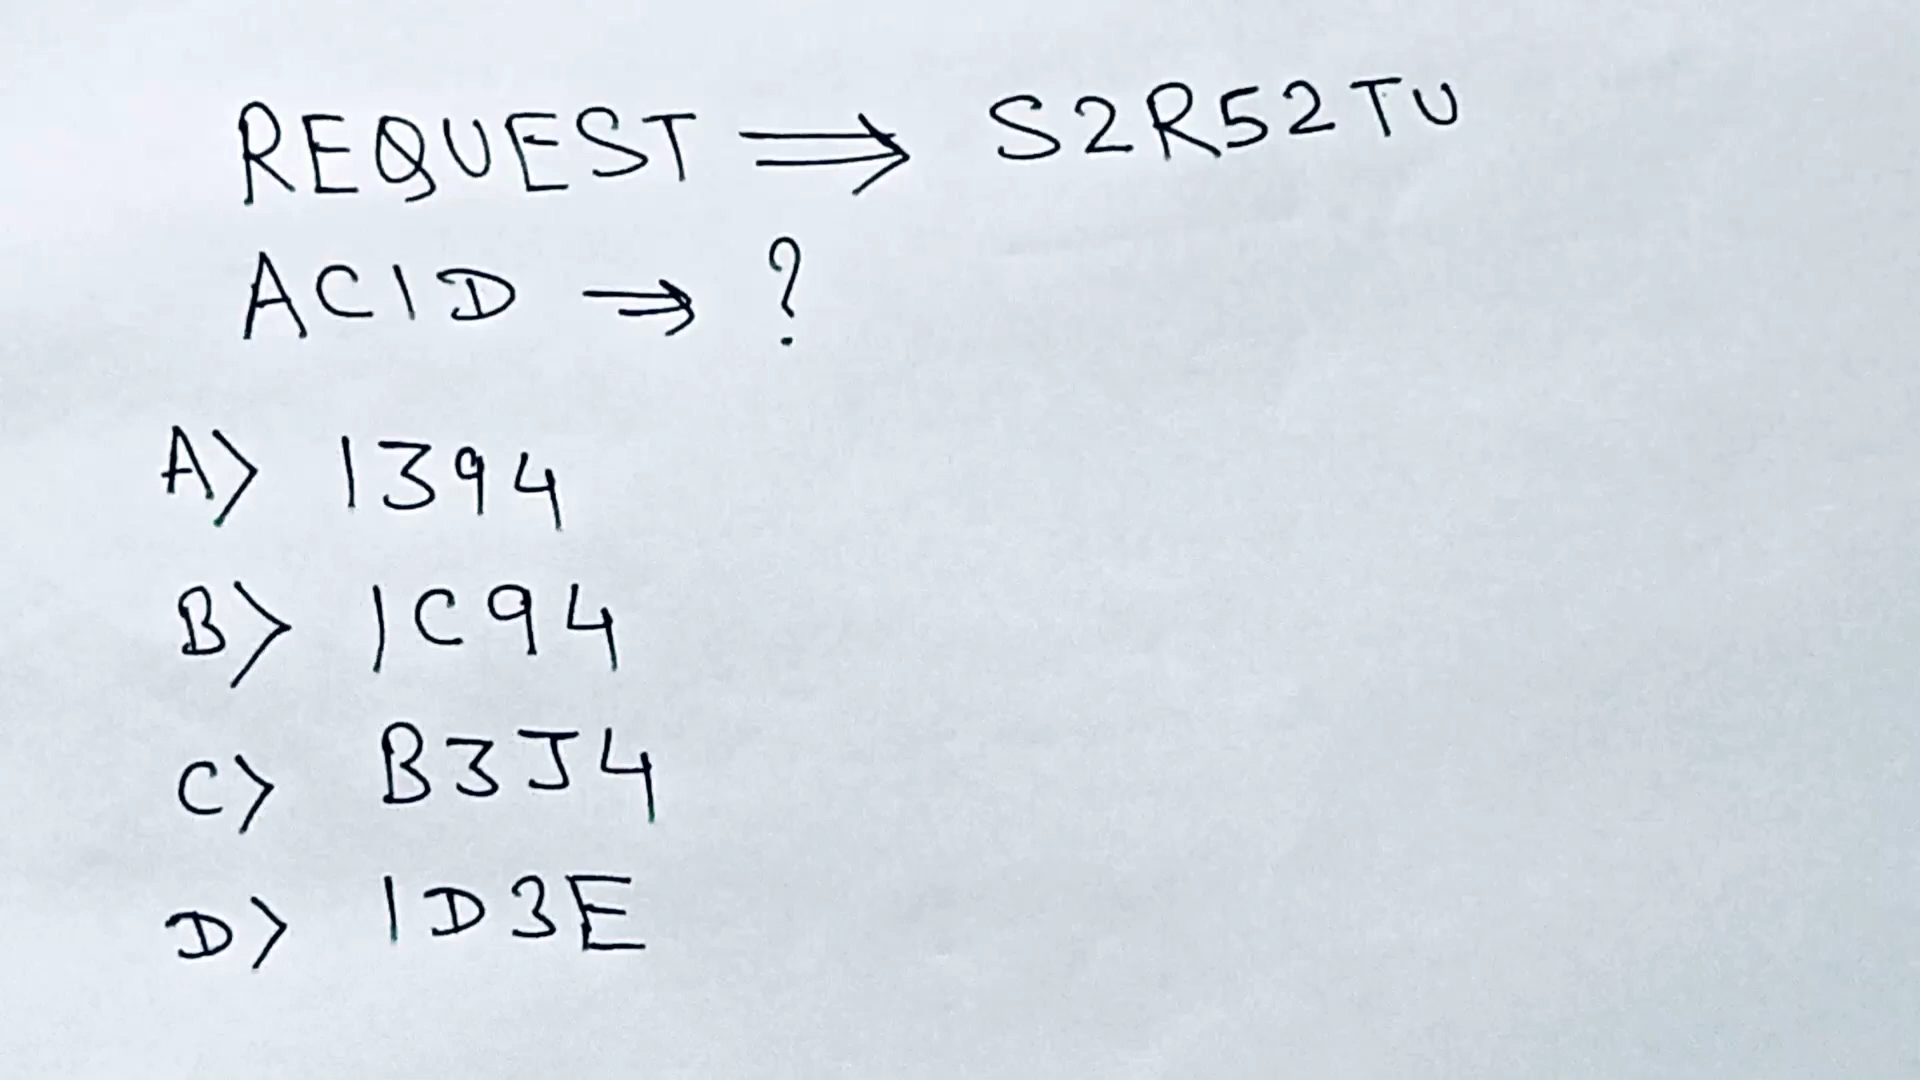 REQUEST ⇒ S2R52TU
ACID ⇒ ?
A> 1394
B> 1C94
C> B3J4
D> 1D3E